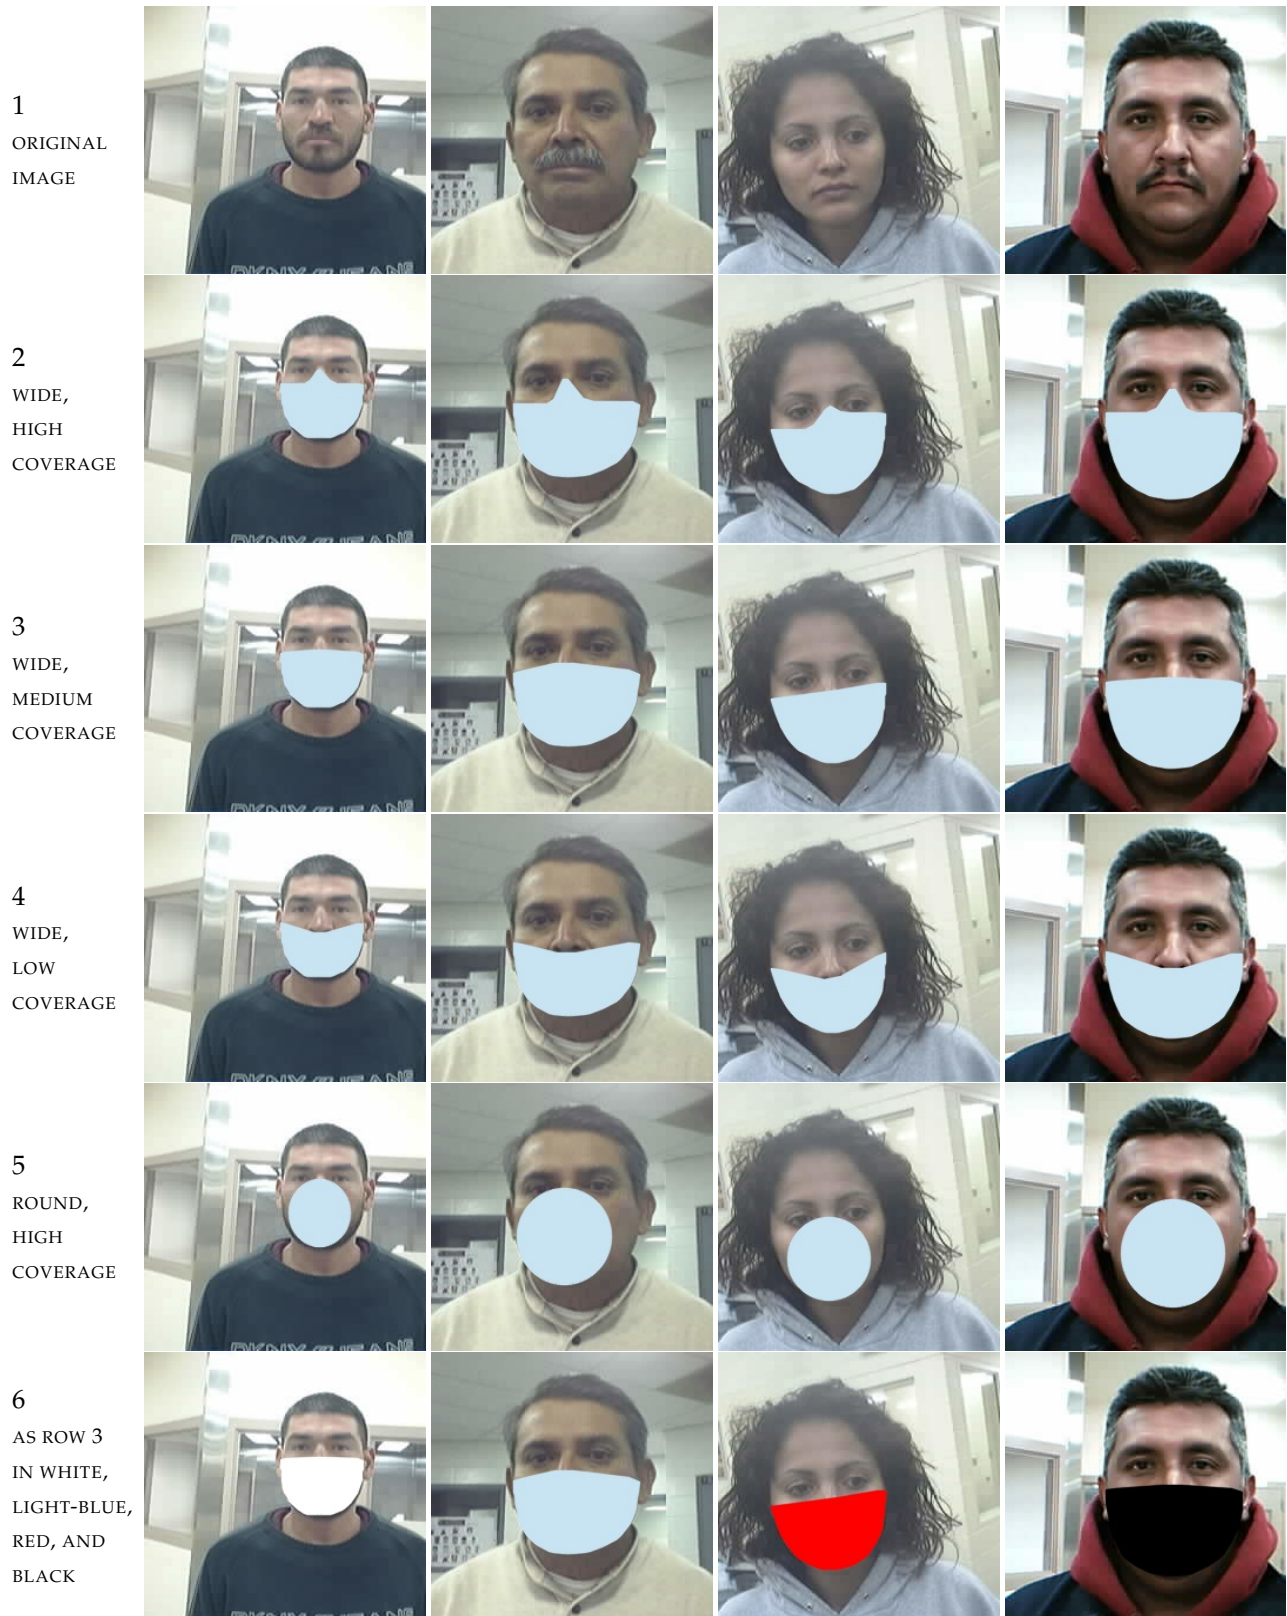 1
ORIGINAL
IMAGE
2
WIDE,
HIGH
COVERAGE
3
WIDE,
MEDIUM
COVERAGE
4
WIDE,
LOW
COVERAGE
5
ROUND,
HIGH
COVERAGE
6
AS ROW 3
IN WHITE,
LIGHT-BLUE,
RED, AND
BLACK